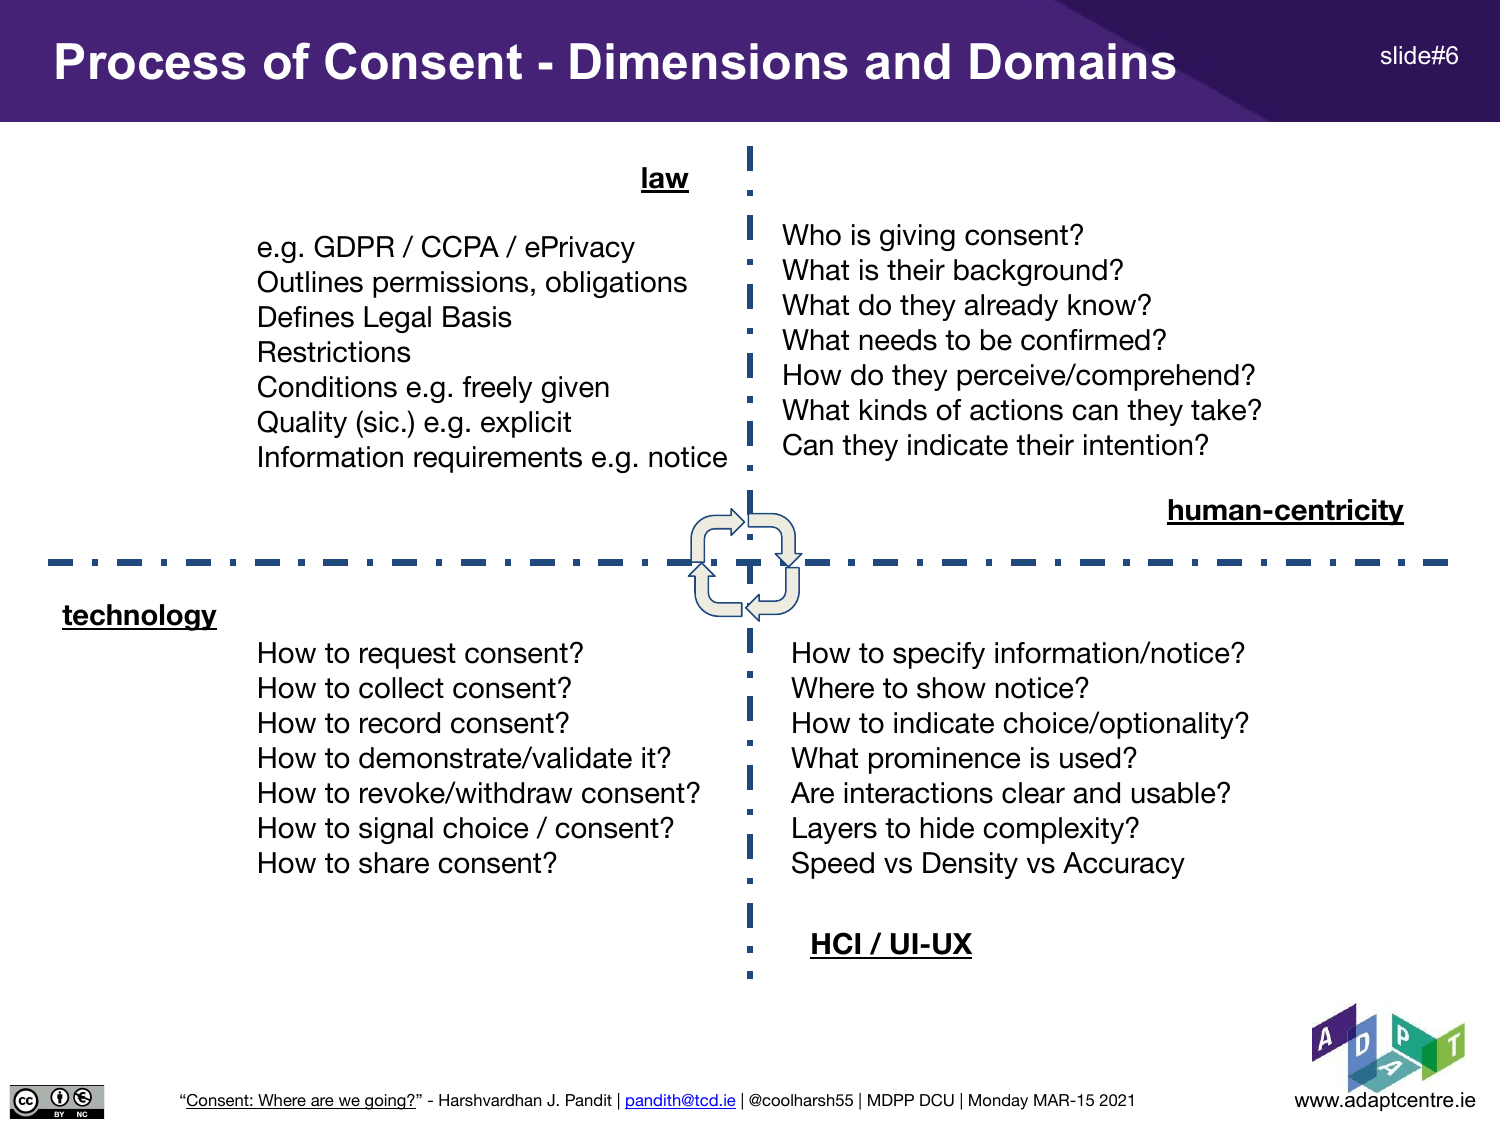 Process of Consent - Dimensions and Domains
slide#6
law
e.g. GDPR / CCPA / ePrivacy
Outlines permissions, obligations
Defines Legal Basis
Restrictions
Conditions e.g. freely given
Quality (sic.) e.g. explicit
Information requirements e.g. notice
Who is giving consent?
What is their background?
What do they already know?
What needs to be confirmed?
How do they perceive/comprehend?
What kinds of actions can they take?
Can they indicate their intention?
human-centricity
technology
How to request consent?
How to collect consent?
How to record consent?
How to demonstrate/validate it?
How to revoke/withdraw consent?
How to signal choice / consent?
How to share consent?
How to specify information/notice?
Where to show notice?
How to indicate choice/optionality?
What prominence is used?
Are interactions clear and usable?
Layers to hide complexity?
Speed vs Density vs Accuracy
HCI / UI-UX
ADAPT
cc BY NC
“Consent: Where are we going?” - Harshvardhan J. Pandit | pandith@tcd.ie | @coolharsh55 | MDPP DCU | Monday MAR-15 2021
www.adaptcentre.ie